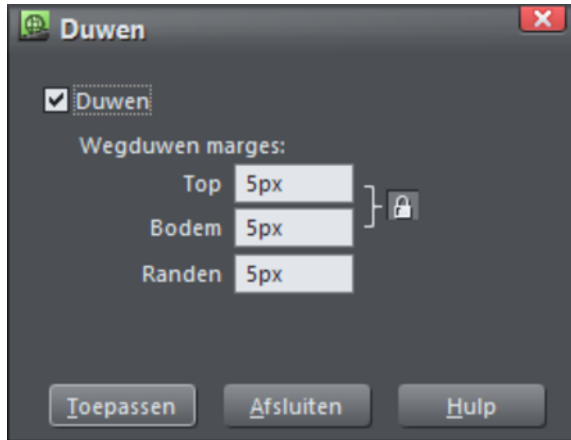 Duwen
Duwen
Wegduwen marges:
Top 5px
Bodem 5px
Randen 5px
Toepassen Afsluiten Hulp